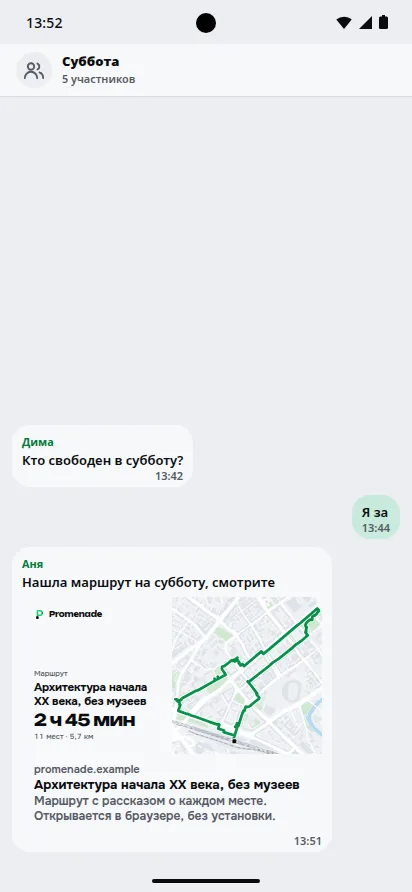 13:52
Суббота
5 участников
Дима
Кто свободен в субботу?
13:42
Я за
13:44
Аня
Нашла маршрут на субботу, смотрите
Promenade
Маршрут
Архитектура начала
XX века, без музеев
2 ч 45 мин
11 мест · 5,7 км
promenade.example
Архитектура начала XX века, без музеев
Маршрут с рассказом о каждом месте.
Открывается в браузере, без установки.
13:51